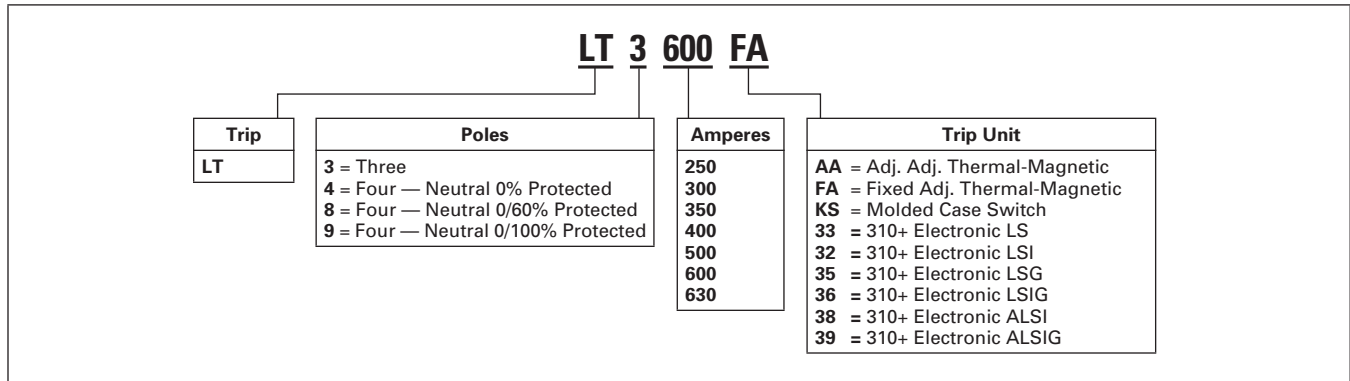 LT 3 600 FA
Trip
LT
Poles
3 = Three
4 = Four — Neutral 0% Protected
8 = Four — Neutral 0/60% Protected
9 = Four — Neutral 0/100% Protected
Amperes
250
300
350
400
500
600
630
Trip Unit
AA = Adj. Adj. Thermal-Magnetic
FA = Fixed Adj. Thermal-Magnetic
KS = Molded Case Switch
33 = 310+ Electronic LS
32 = 310+ Electronic LSI
35 = 310+ Electronic LSG
36 = 310+ Electronic LSIG
38 = 310+ Electronic ALSI
39 = 310+ Electronic ALSIG